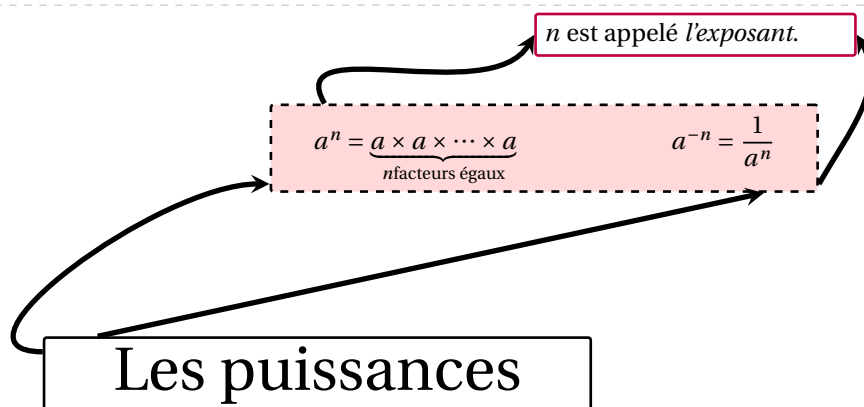 n est appelé l'exposant.
aⁿ = a × a × ⋯ × a
nfacteurs égaux
a⁻ⁿ = 1/aⁿ
Les puissances